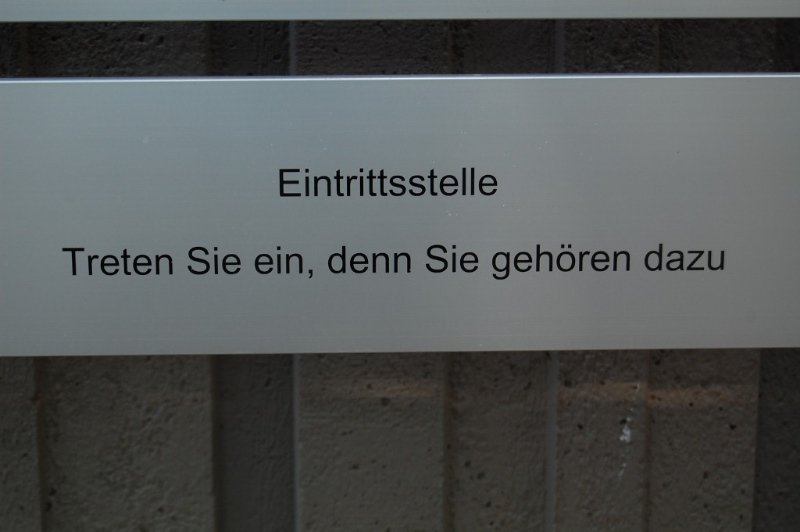 Eintrittsstelle
Treten Sie ein, denn Sie gehören dazu